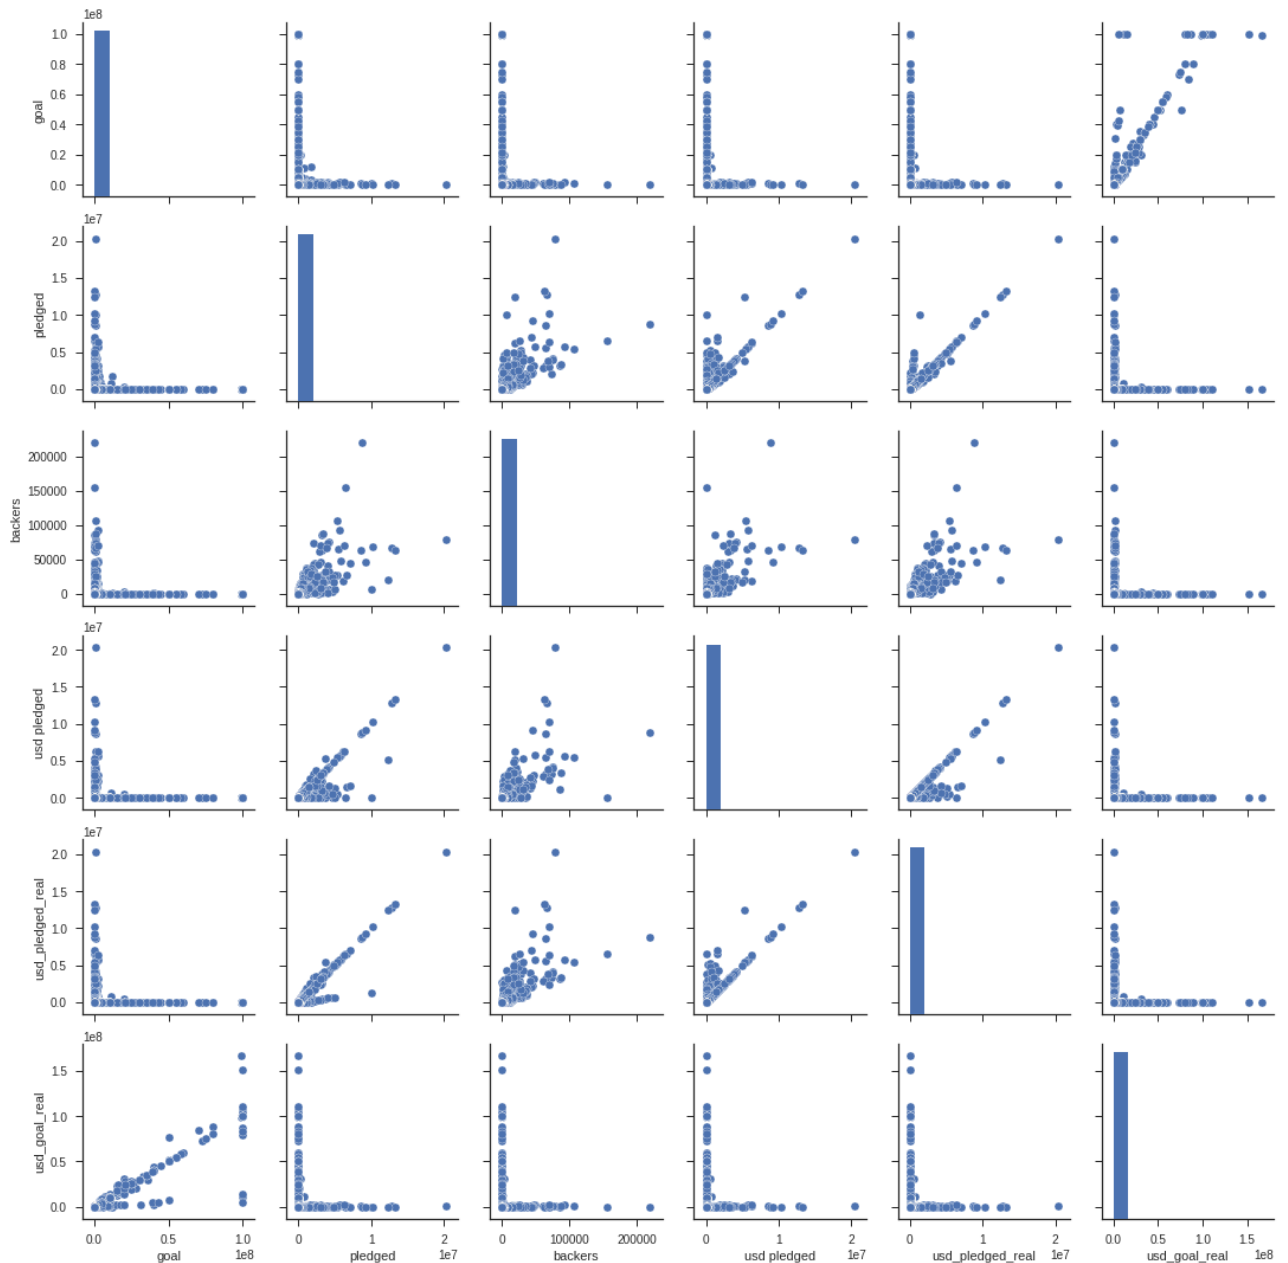 1e8
1.0
0.8
0.6
0.4
0.2
0.0
goal
1e7
2.0
1.5
1.0
0.5
0.0
pledged
200000
150000
100000
50000
0
backers
1e7
2.0
1.5
1.0
0.5
0.0
usd pledged
1e7
2.0
1.5
1.0
0.5
0.0
usd_pledged_real
1e8
1.5
1.0
0.5
0.0
usd_goal_real
0.0 0.5 1.0
1e8
goal
0 1 2
1e7
pledged
0 100000 200000
backers
0 1 2
1e7
usd pledged
0 1 2
1e7
usd_pledged_real
0.0 0.5 1.0 1.5
1e8
usd_goal_real